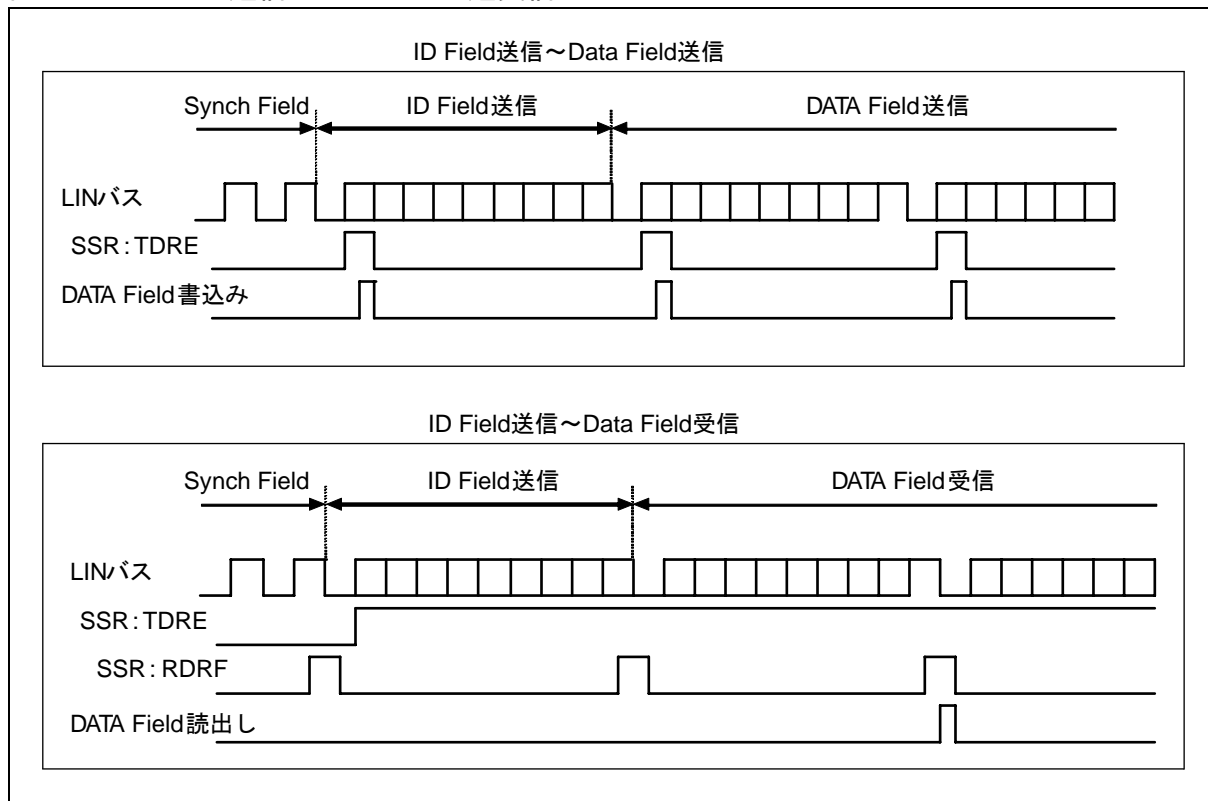 ID Field送信～Data Field送信
Synch Field ID Field送信 DATA Field送信
LINバス
SSR：TDRE
DATA Field書込み
ID Field送信～Data Field受信
Synch Field ID Field送信 DATA Field受信
LINバス
SSR：TDRE
SSR：RDRF
DATA Field読出し